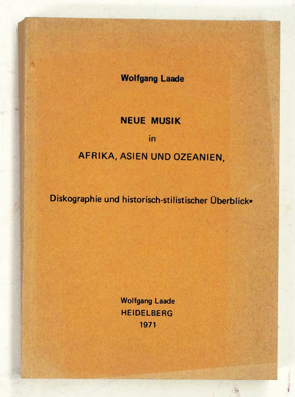 Wolfgang Laade
NEUE MUSIK
in
AFRIKA, ASIEN UND OZEANIEN,
Diskographie und historisch-stilistischer Überblick*
Wolfgang Laade
HEIDELBERG
1971